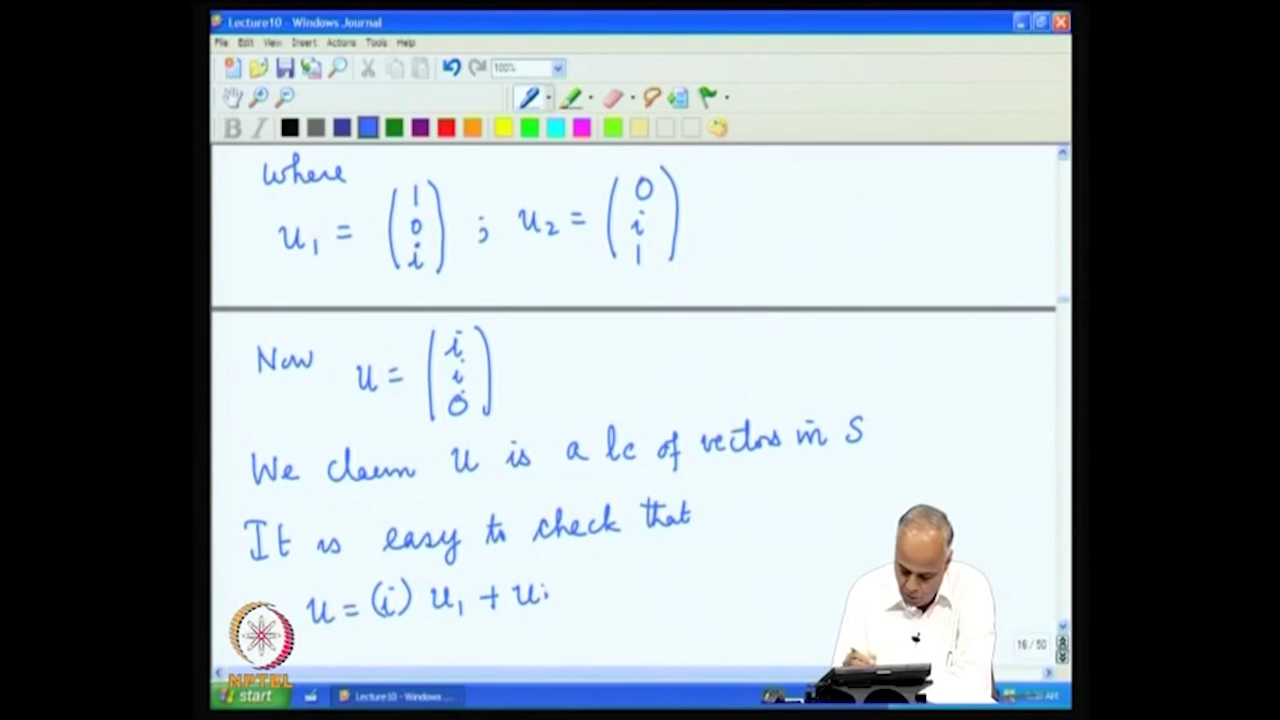 Lecture10 - Windows Journal
File Edit View Insert Actions Tools Help
100%
B I
Where
u₁ = (1 0 i) ; u₂ = (0 i 1)
Now u = (i i 0)
We claim u is a lc of vectors in S
It is easy to check that
u = (i) u₁ + u
16 / 50
NPTEL
start Lecture10 - Windows ...